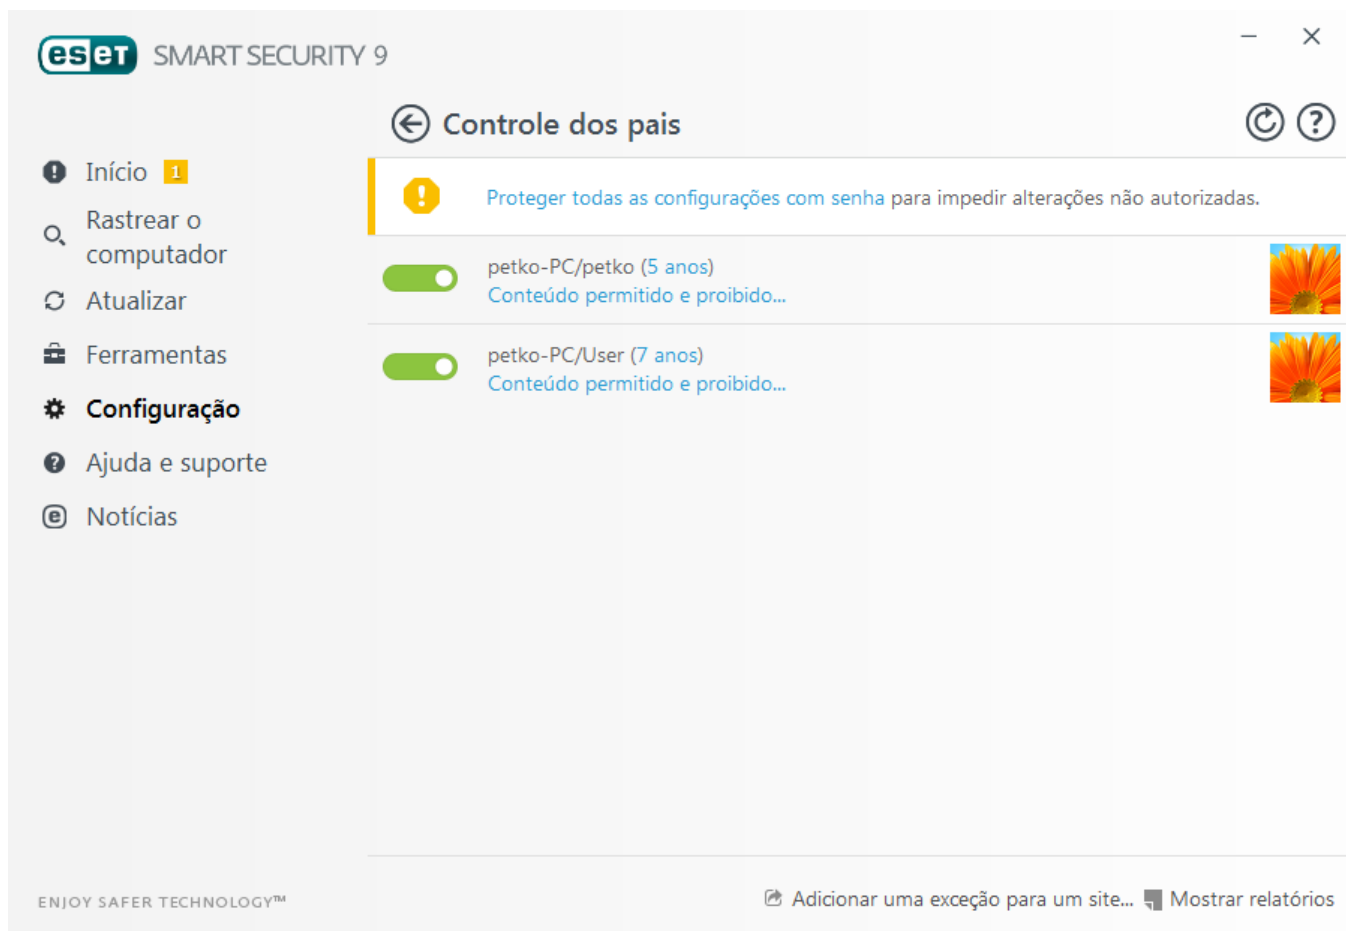 eset SMART SECURITY 9
Controle dos pais
Início 1
Rastrear o
computador
Atualizar
Ferramentas
Configuração
Ajuda e suporte
Notícias
Proteger todas as configurações com senha para impedir alterações não autorizadas.
petko-PC/petko (5 anos)
Conteúdo permitido e proibido...
petko-PC/User (7 anos)
Conteúdo permitido e proibido...
ENJOY SAFER TECHNOLOGY™
Adicionar uma exceção para um site... Mostrar relatórios